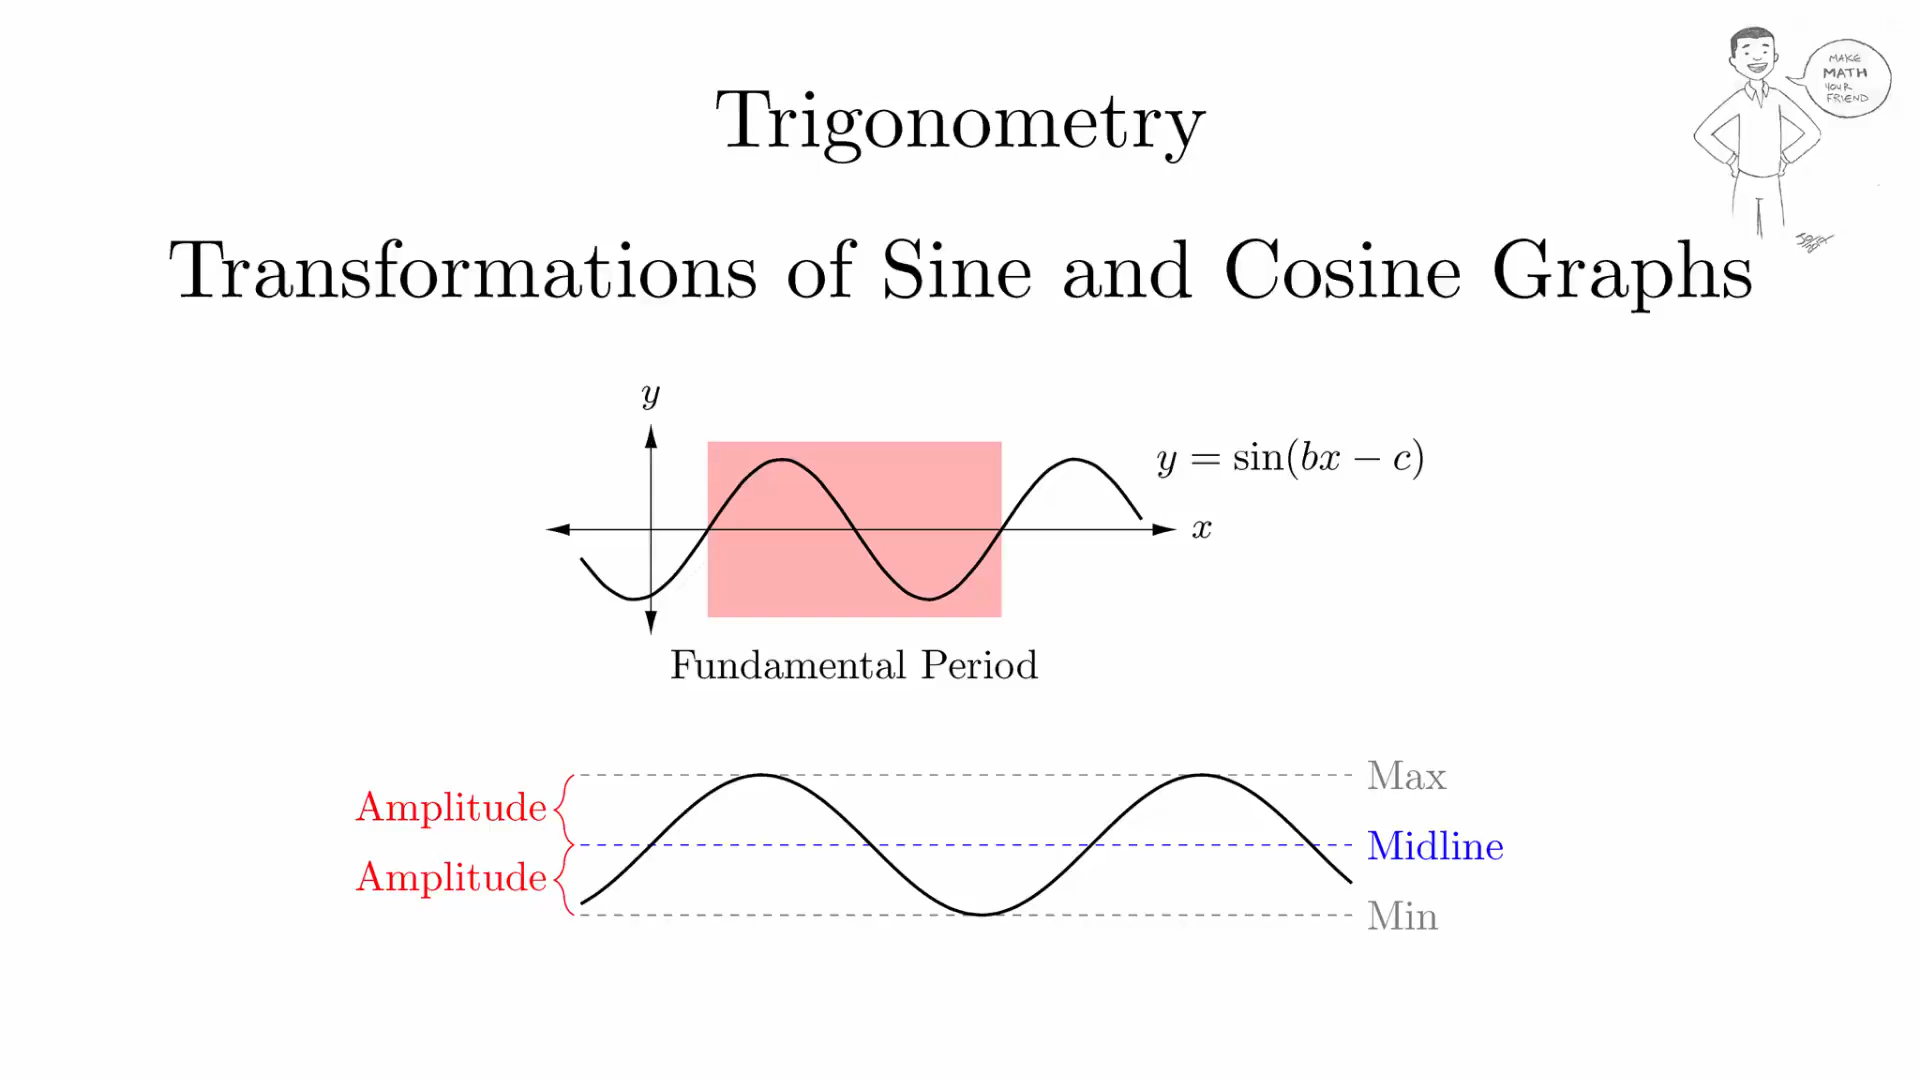 MAKE
MATH
YOUR
FRIEND
Trigonometry
Transformations of Sine and Cosine Graphs
y
y = sin(bx − c)
x
Fundamental Period
Amplitude
Max
Midline
Amplitude
Min